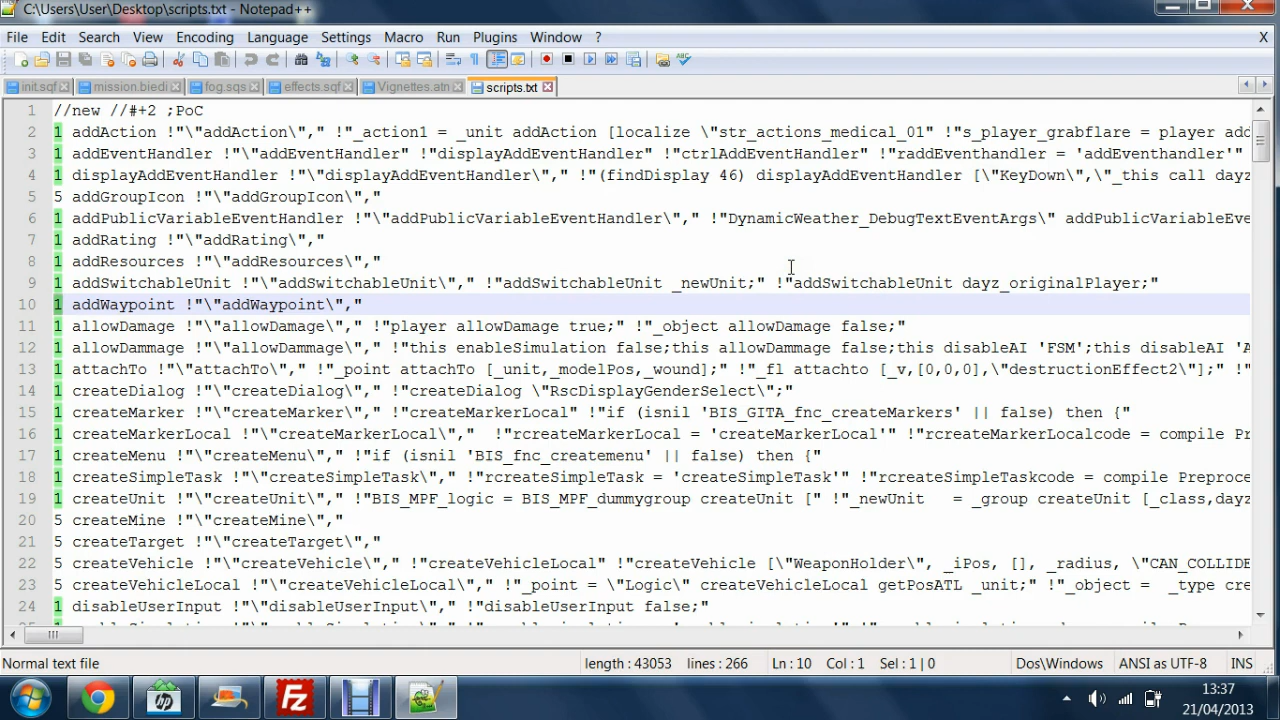 C:\Users\User\Desktop\scripts.txt - Notepad++
File Edit Search View Encoding Language Settings Macro Run Plugins Window ? X
init.sqf mission.biedi fog.sqs effects.sqf Vignettes.atn scripts.txt
1 //new //#+2 ;PoC
2 1 addAction !"\"addAction\"," !"_action1 = _unit addAction [localize \"str_actions_medical_01" !"s_player_grabflare = player add
3 1 addEventHandler !"\"addEventHandler" !"displayAddEventHandler" !"ctrlAddEventHandler" !"raddEventhandler = 'addEventhandler'"
4 1 displayAddEventHandler !"\"displayAddEventHandler\"," !"(findDisplay 46) displayAddEventHandler [\"KeyDown\",\"_this call dayz
5 5 addGroupIcon !"\"addGroupIcon\","
6 1 addPublicVariableEventHandler !"\"addPublicVariableEventHandler\"," !"DynamicWeather_DebugTextEventArgs\" addPublicVariableEve
7 1 addRating !"\"addRating\","
8 1 addResources !"\"addResources\","
9 1 addSwitchableUnit !"\"addSwitchableUnit\"," !"addSwitchableUnit _newUnit;" !"addSwitchableUnit dayz_originalPlayer;"
10 1 addWaypoint !"\"addWaypoint\","
11 1 allowDamage !"\"allowDamage\"," !"player allowDamage true;" !"_object allowDamage false;"
12 1 allowDammage !"\"allowDammage\"," !"this enableSimulation false;this allowDammage false;this disableAI 'FSM';this disableAI 'A
13 1 attachTo !"\"attachTo\"," !"_point attachTo [_unit,_modelPos,_wound];" !"_fl attachto [_v,[0,0,0],\"destructionEffect2\"];" !"
14 1 createDialog !"\"createDialog\"," !"createDialog \"RscDisplayGenderSelect\";"
15 1 createMarker !"\"createMarker\"," !"createMarkerLocal" !"if (isnil 'BIS_GITA_fnc_createMarkers' || false) then {"
16 1 createMarkerLocal !"\"createMarkerLocal\","  !"rcreateMarkerLocal = 'createMarkerLocal'" !"rcreateMarkerLocalcode = compile Pre
17 1 createMenu !"\"createMenu\"," !"if (isnil 'BIS_fnc_createmenu' || false) then {"
18 1 createSimpleTask !"\"createSimpleTask\"," !"rcreateSimpleTask = 'createSimpleTask'" !"rcreateSimpleTaskcode = compile Preproce
19 1 createUnit !"\"createUnit\"," !"BIS_MPF_logic = BIS_MPF_dummygroup createUnit [" !"_newUnit   = _group createUnit [_class,dayz
20 5 createMine !"\"createMine\","
21 5 createTarget !"\"createTarget\","
22 5 createVehicle !"\"createVehicle\"," !"createVehicleLocal" !"createVehicle [\"WeaponHolder\", _iPos, [], _radius, \"CAN_COLLIDE
23 5 createVehicleLocal !"\"createVehicleLocal\"," !"_point = \"Logic\" createVehicleLocal getPosATL _unit;" !"_object =  _type cre
24 1 disableUserInput !"\"disableUserInput\"," !"disableUserInput false;"
Normal text file length : 43053 lines : 266 Ln : 10 Col : 1 Sel : 1 | 0 Dos\Windows ANSI as UTF-8 INS
13:37
21/04/2013